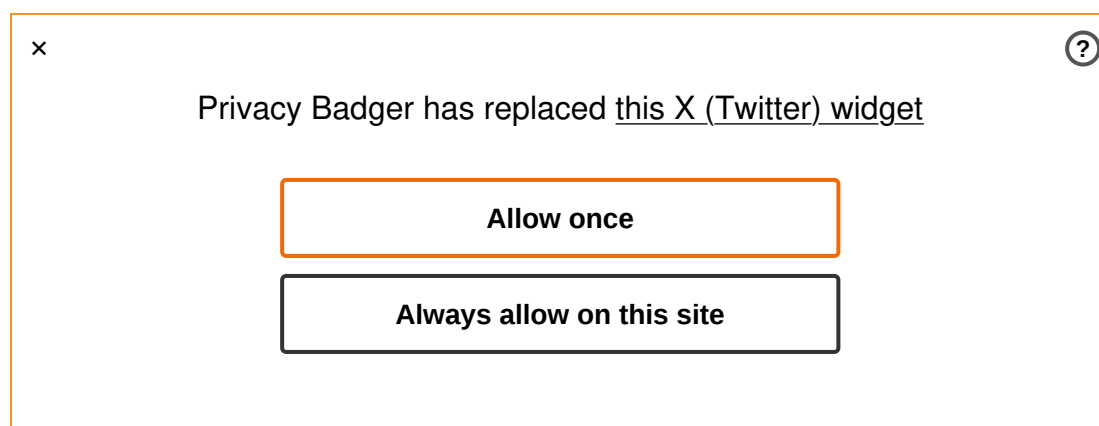 ×
?
Privacy Badger has replaced this X (Twitter) widget
Allow once
Always allow on this site